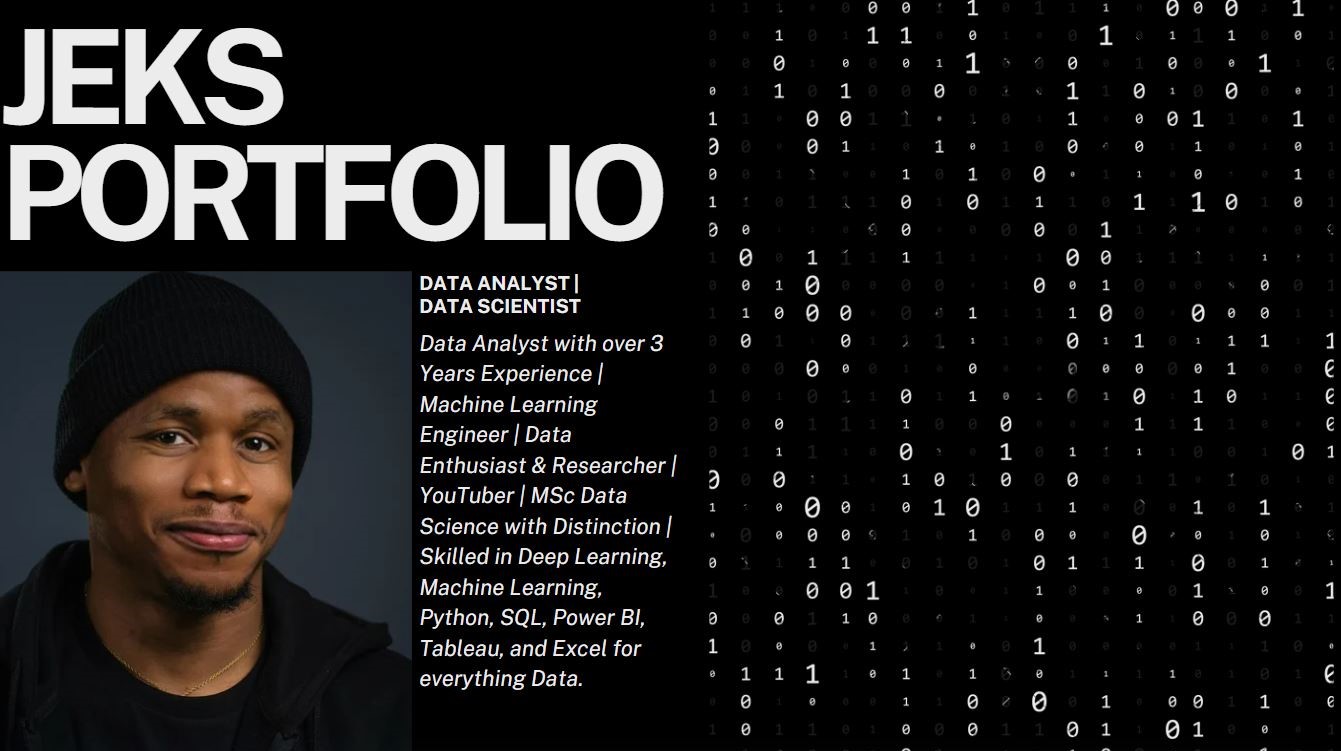 JEKS
PORTFOLIO
DATA ANALYST |
DATA SCIENTIST
Data Analyst with over 3
Years Experience |
Machine Learning
Engineer | Data
Enthusiast & Researcher |
YouTuber | MSc Data
Science with Distinction |
Skilled in Deep Learning,
Machine Learning,
Python, SQL, Power BI,
Tableau, and Excel for
everything Data.